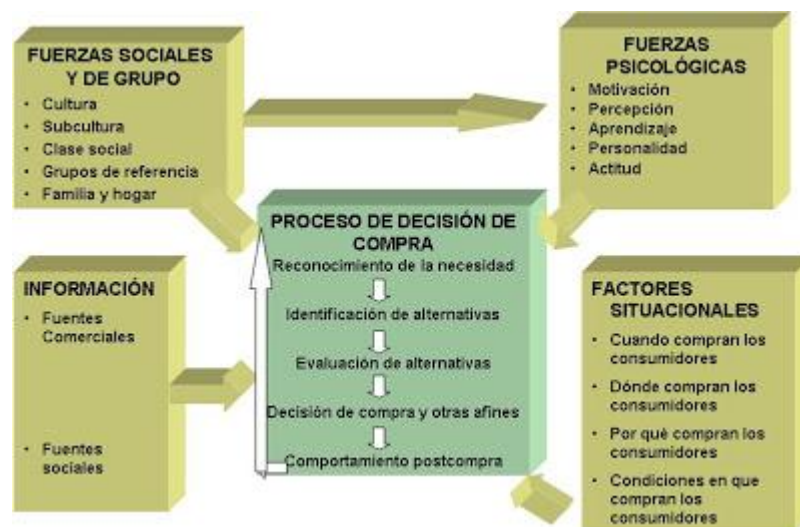 FUERZAS SOCIALES
Y DE GRUPO
• Cultura
• Subcultura
• Clase social
• Grupos de referencia
• Familia y hogar
FUERZAS
PSICOLÓGICAS
• Motivación
• Percepción
• Aprendizaje
• Personalidad
• Actitud
PROCESO DE DECISIÓN DE
COMPRA
Reconocimiento de la necesidad
Identificación de alternativas
Evaluación de alternativas
Decisión de compra y otras afines
Comportamiento postcompra
INFORMACIÓN
• Fuentes
Comerciales
• Fuentes
sociales
FACTORES
SITUACIONALES
• Cuando compran los
consumidores
• Dónde compran los
consumidores
• Por qué compran los
consumidores
• Condiciones en que
compran los
consumidores